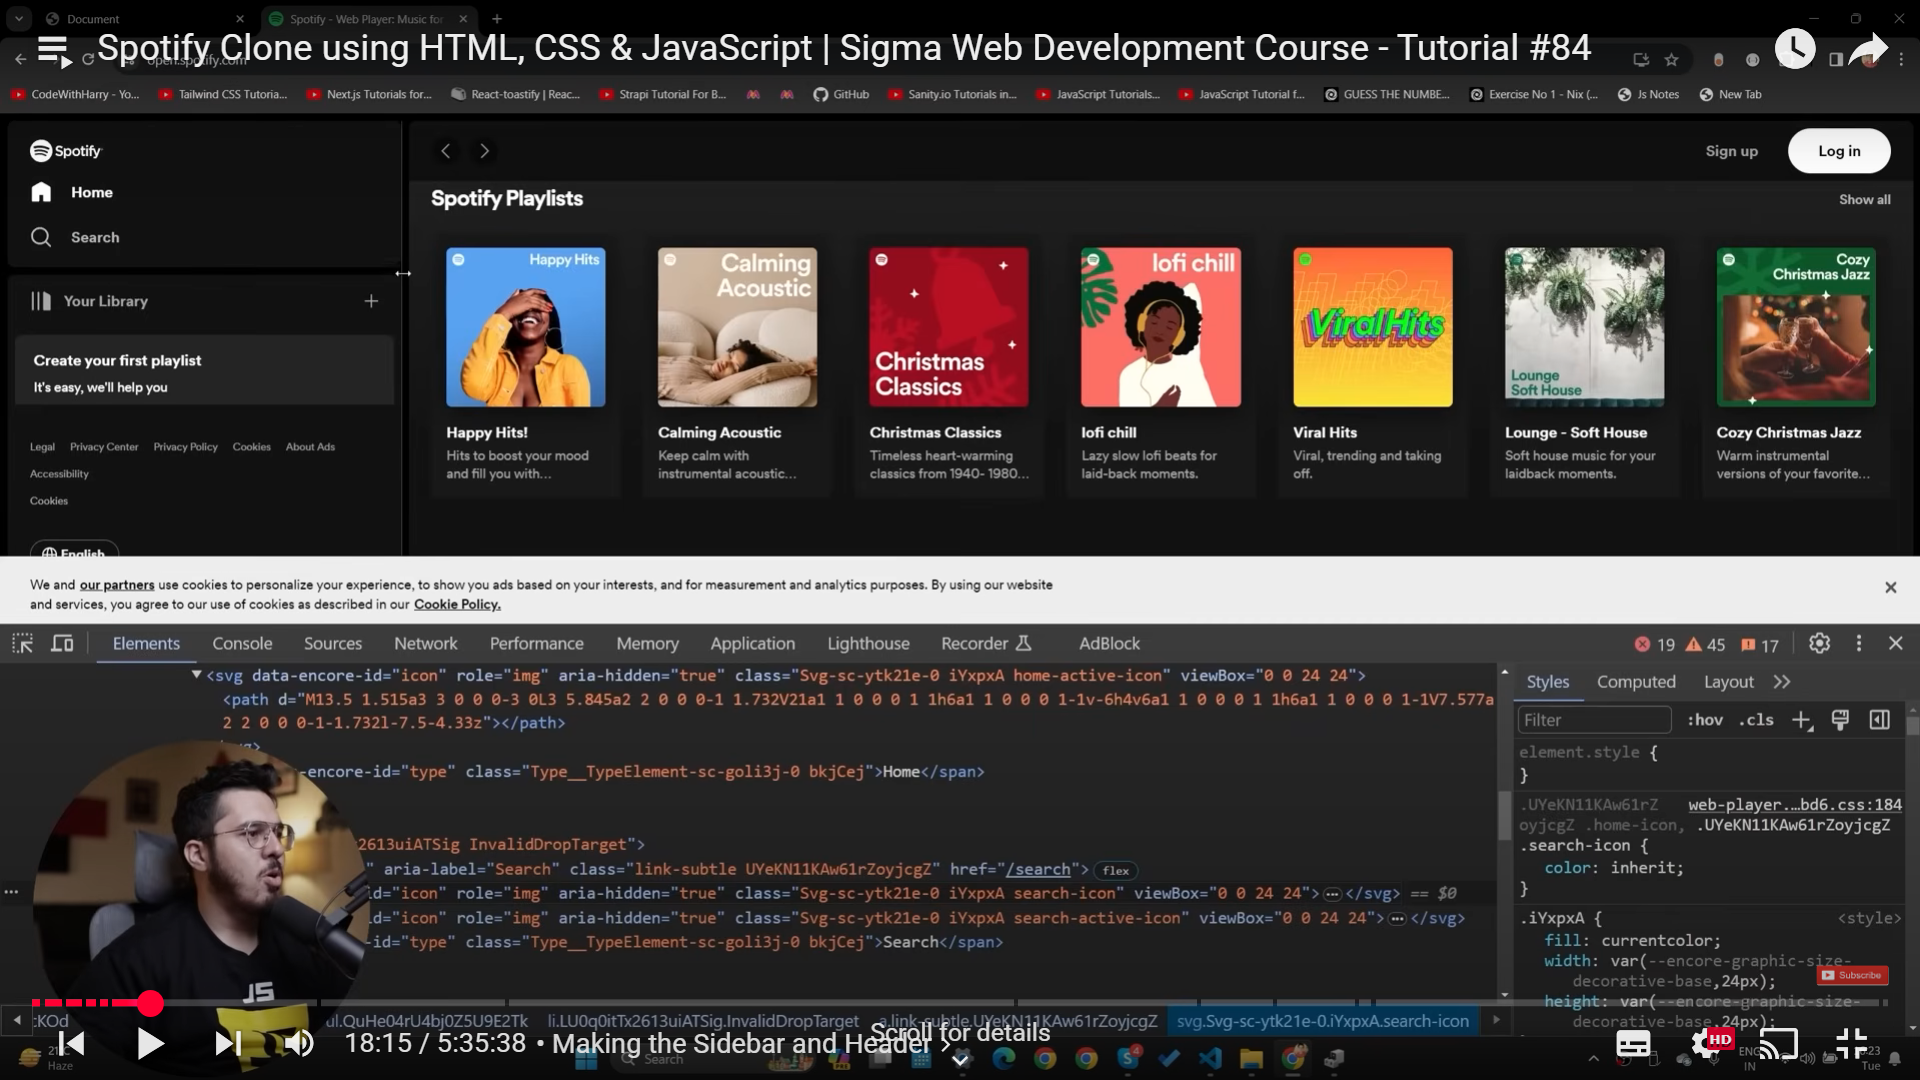 Document
Spotify - Web Player: Music for
Spotify Clone using HTML, CSS & JavaScript | Sigma Web Development Course - Tutorial #84
open.spotify.com
CodeWithHarry - Yo...
Tailwind CSS Tutoria...
Next.js Tutorials for...
React-toastify | Reac...
Strapi Tutorial For B...
GitHub
Sanity.io Tutorials in...
JavaScript Tutorials...
JavaScript Tutorial f...
GUESS THE NUMBE...
Exercise No 1 - Nix (...
Js Notes
New Tab
Spotify
Home
Search
Your Library
Create your first playlist
It's easy, we'll help you
Legal Privacy Center Privacy Policy Cookies About Ads
Accessibility
Cookies
English
Sign up
Log in
Spotify Playlists
Show all
Happy Hits
Happy Hits!
Hits to boost your mood
and fill you with...
Calming
Acoustic
Calming Acoustic
Keep calm with
instrumental acoustic...
Christmas
Classics
Christmas Classics
Timeless heart-warming
classics from 1940- 1980...
lofi chill
lofi chill
Lazy slow lofi beats for
laid-back moments.
Viral Hits
Viral Hits
Viral, trending and taking
off.
Lounge
Soft House
Lounge - Soft House
Soft house music for your
laidback moments.
Cozy
Christmas Jazz
Cozy Christmas Jazz
Warm instrumental
versions of your favorite...
We and our partners use cookies to personalize your experience, to show you ads based on your interests, and for measurement and analytics purposes. By using our website
and services, you agree to our use of cookies as described in our Cookie Policy.
Elements Console Sources Network Performance Memory Application Lighthouse Recorder AdBlock
19 45 17
<svg data-encore-id="icon" role="img" aria-hidden="true" class="Svg-sc-ytk21e-0 iYxpxA home-active-icon" viewBox="0 0 24 24">
<path d="M13.5 1.515a3 3 0 0 0-3 0L3 5.845a2 2 0 0 0-1 1.732V21a1 1 0 0 0 1 1h6a1 1 0 0 0 1-1v-6h4v6a1 1 0 0 0 1 1h6a1 1 0 0 0 1-1V7.577a
2 2 0 0 0-1-1.732l-7.5-4.33z"></path>
-encore-id="type" class="Type__TypeElement-sc-goli3j-0 bkjCej">Home</span>
2613uiATSig InvalidDropTarget">
" aria-label="Search" class="link-subtle UYeKN11KAw61rZoyjcgZ" href="/search"> flex
d="icon" role="img" aria-hidden="true" class="Svg-sc-ytk21e-0 iYxpxA search-icon" viewBox="0 0 24 24">…</svg> == $0
d="icon" role="img" aria-hidden="true" class="Svg-sc-ytk21e-0 iYxpxA search-active-icon" viewBox="0 0 24 24">…</svg>
-id="type" class="Type__TypeElement-sc-goli3j-0 bkjCej">Search</span>
Styles Computed Layout
Filter
:hov .cls
element.style {
}
.UYeKN11KAw61rZ web-player.…bd6.css:184
oyjcgZ .home-icon, .UYeKN11KAw61rZoyjcgZ
.search-icon {
color: inherit;
}
.iYxpxA { <style>
fill: currentcolor;
width: var(--encore-graphic-size-
decorative-base,24px);
height: var(--encore-graphic-size-
decorative-base,24px);
Subscribe
JS
ul.QuHe04rU4bj0Z5U9E2Tk li.LU0q0itTx2613uiATSig.InvalidDropTarget a.link-subtle.UYeKN11KAw61rZoyjcgZ svg.Svg-sc-ytk21e-0.iYxpxA.search-icon
18:15 / 5:35:38 • Making the Sidebar and Header
Scroll for details
HD
Haze
Search
ENG
IN
Tue